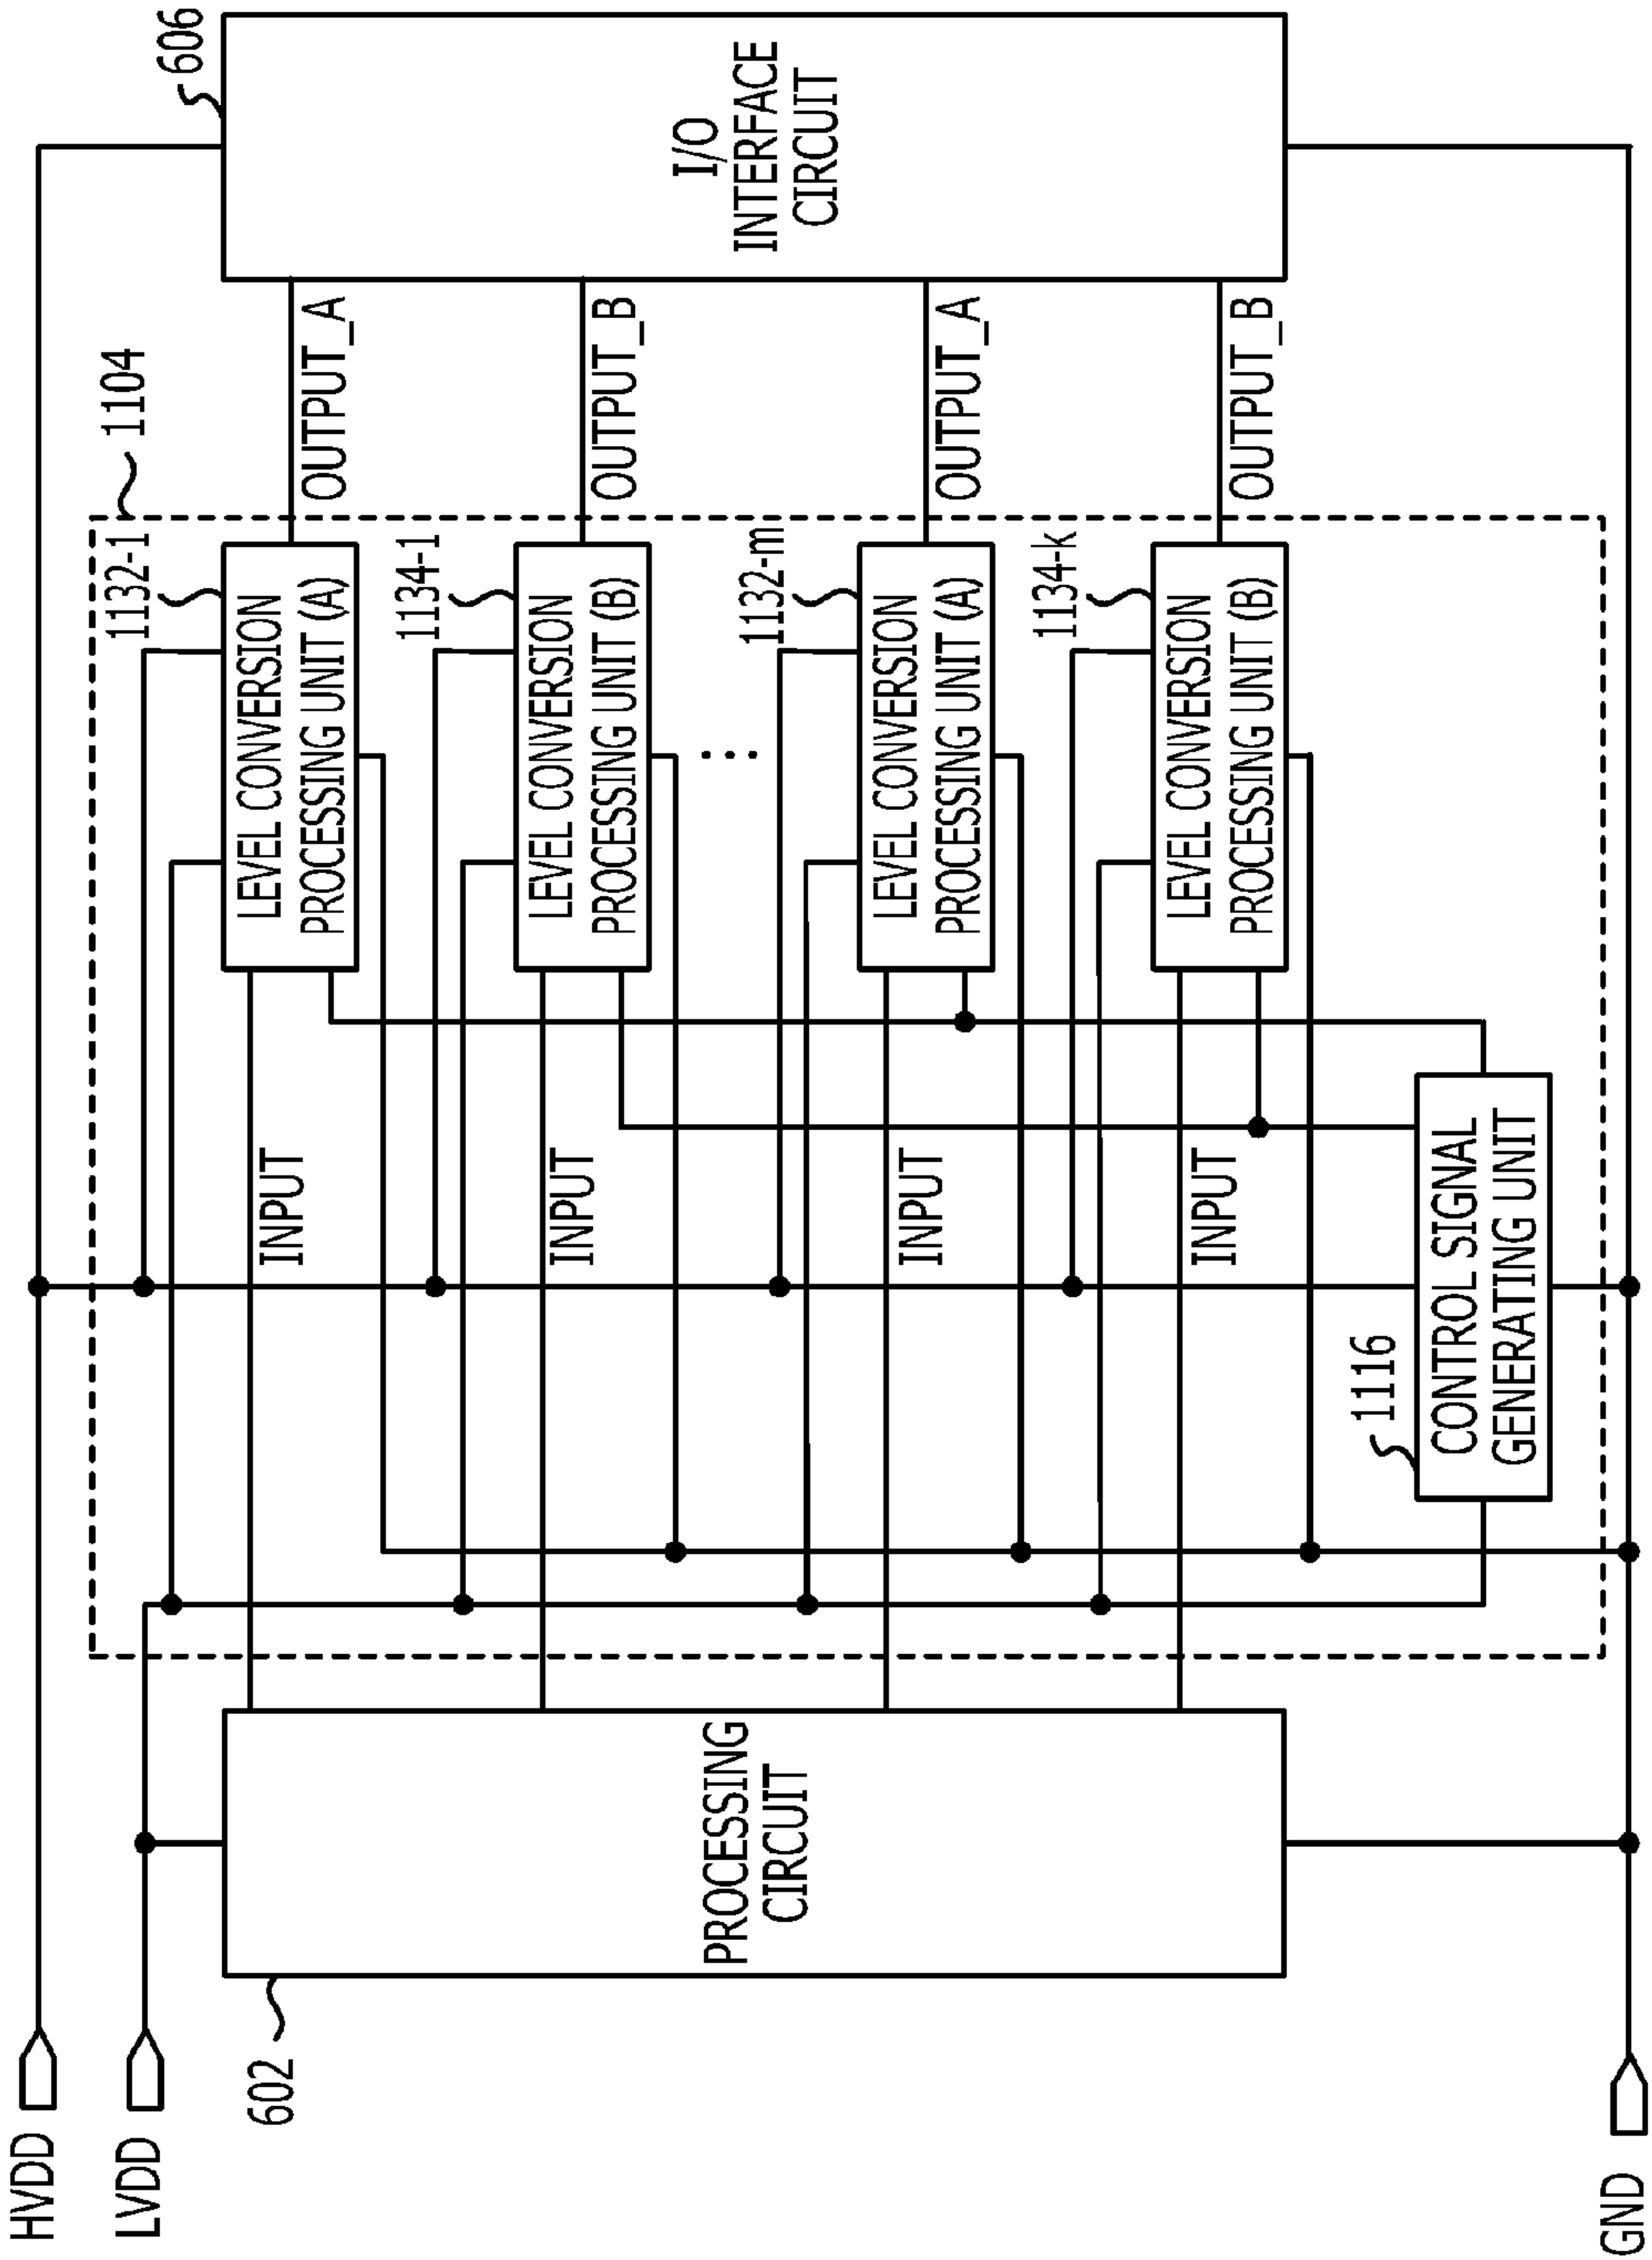 HVDD
LVDD
GND
602
PROCESSING
CIRCUIT
1104
1132-1
LEVEL CONVERSION
PROCESSING UNIT (A)
INPUT
OUTPUT_A
1134-1
LEVEL CONVERSION
PROCESSING UNIT (B)
INPUT
OUTPUT_B
...
1132-m
LEVEL CONVERSION
PROCESSING UNIT (A)
INPUT
OUTPUT_A
1134-k
LEVEL CONVERSION
PROCESSING UNIT (B)
INPUT
OUTPUT_B
1116
CONTROL SIGNAL
GENERATING UNIT
606
I/O
INTERFACE
CIRCUIT